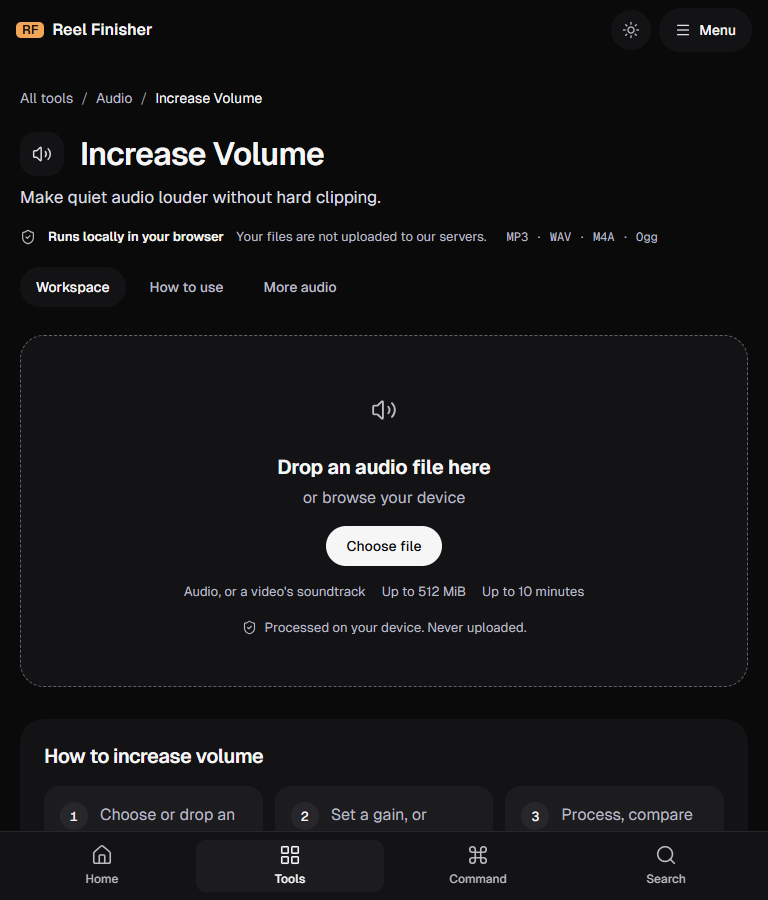 RF Reel Finisher
Menu
All tools / Audio / Increase Volume
Increase Volume
Make quiet audio louder without hard clipping.
Runs locally in your browser Your files are not uploaded to our servers. MP3 · WAV · M4A · Ogg
Workspace How to use More audio
Drop an audio file here
or browse your device
Choose file
Audio, or a video's soundtrack Up to 512 MiB Up to 10 minutes
Processed on your device. Never uploaded.
How to increase volume
1 Choose or drop an
2 Set a gain, or
3 Process, compare
Home Tools Command Search